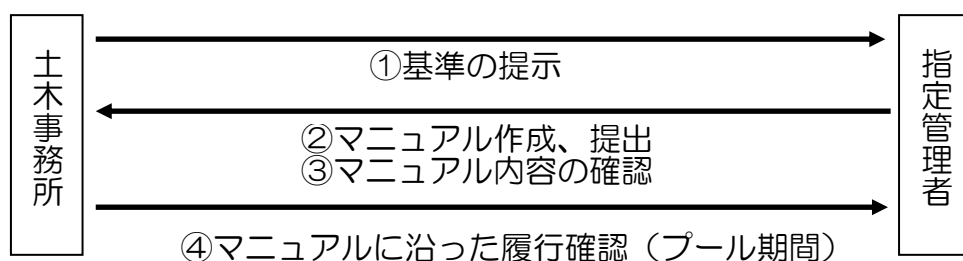 土木事務所
①基準の提示
②マニュアル作成、提出
③マニュアル内容の確認
④マニュアルに沿った履行確認（プール期間）
指定管理者